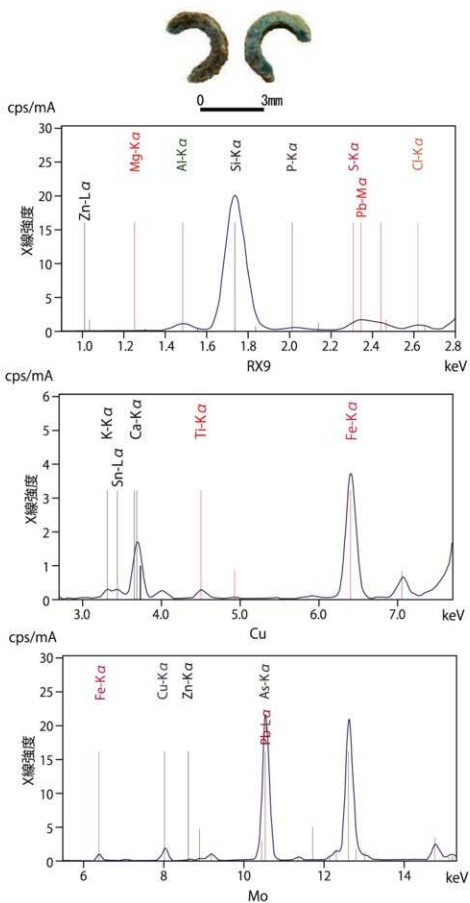 0 3mm
cps/mA
30
25
20
15
10
5
0
X線強度
Zn-Lα
Mg-Kα
Al-Kα
Si-Kα
P-Kα
S-Kα
Pb-Mα
Cl-Kα
1.0 1.2 1.4 1.6 1.8 2.0 2.2 2.4 2.6 2.8
RX9 keV
cps/mA
6
5
4
3
2
1
0
X線強度
K-Kα
Sn-Lα
Ca-Kα
Ti-Kα
Fe-Kα
3.0 4.0 5.0 6.0 7.0 keV
Cu
cps/mA
30
25
20
15
10
5
0
X線強度
Fe-Kα
Cu-Kα
Zn-Kα
As-Kα
Pb-Lα
6 8 10 12 14 keV
Mo